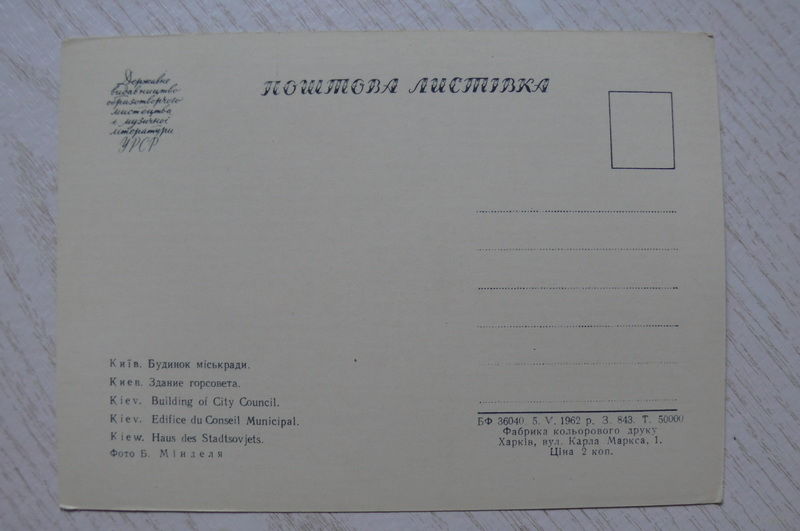 Державне
видавництво
образотворчого
мистецтва
і музичної
літератури
УРСР
ПОШТОВА ЛИСТІВКА
Київ. Будинок міськради.
Киев. Здание горсовета.
Kiev. Building of City Council.
Kiev. Edifice du Conseil Municipal.
Kiew. Haus des Stadtsovjets.
Фото Б. Мінделя
БФ 36040 5. V. 1962 р. З. 843. Т. 50000
Фабрика кольорового друку
Харків, вул. Карла Маркса, 1.
Ціна 2 коп.